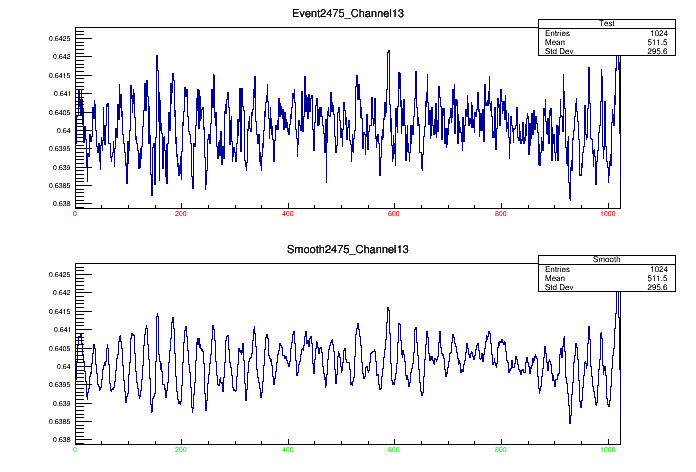 Event2475_Channel13
Test
Entries 1024
Mean 511.5
Std Dev 295.6
0.6425
0.642
0.6415
0.641
0.6405
0.64
0.6395
0.639
0.6385
0.638
0 200 400 600 800 1000
Smooth2475_Channel13
Smooth
Entries 1024
Mean 511.5
Std Dev 295.6
0.6425
0.642
0.6415
0.641
0.6405
0.64
0.6395
0.639
0.6385
0.638
0 200 400 600 800 1000